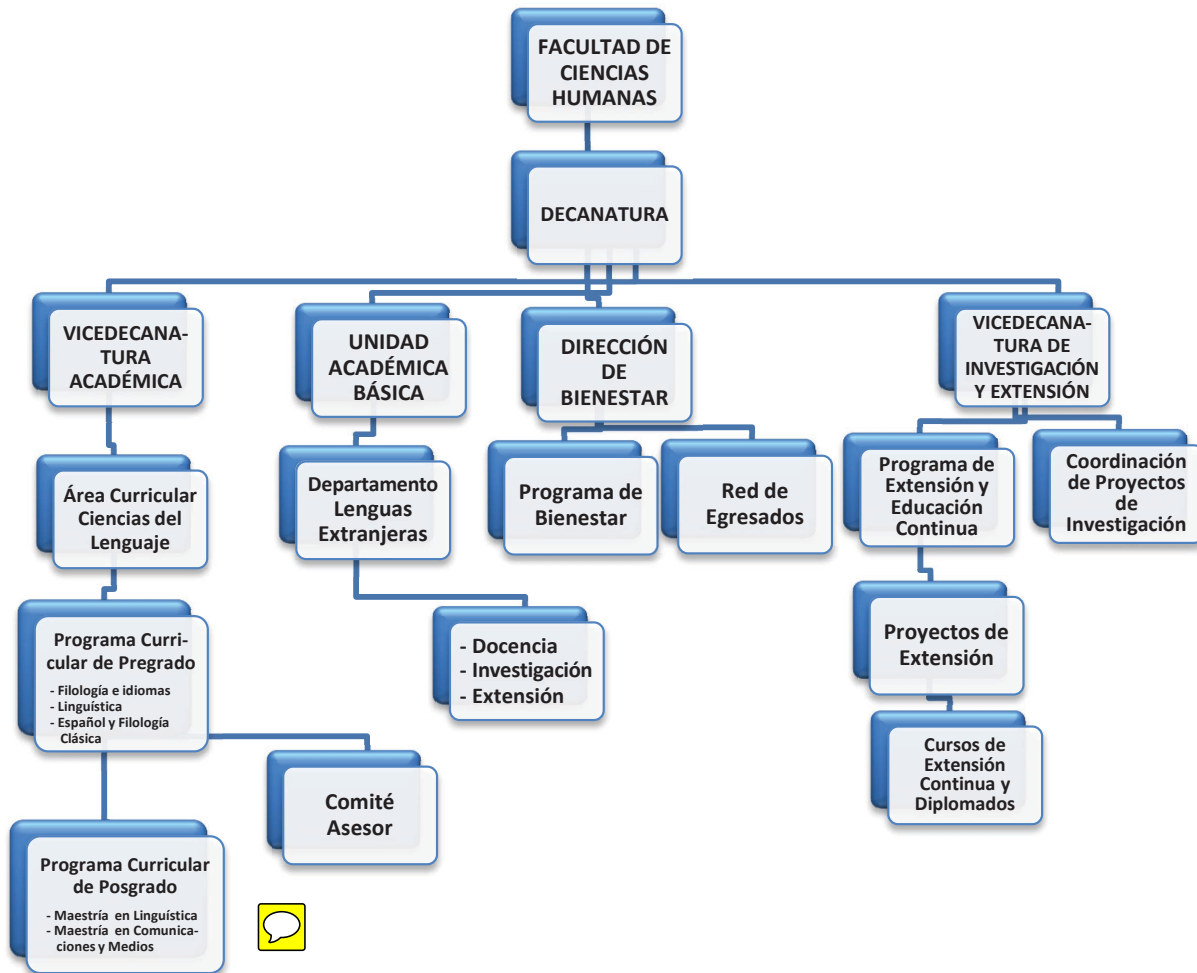 FACULTAD DE
CIENCIAS
HUMANAS
DECANATURA
VICEDECANA-
TURA
ACADÉMICA
UNIDAD
ACADÉMICA
BÁSICA
DIRECCIÓN
DE
BIENESTAR
VICEDECANA-
TURA DE
INVESTIGACIÓN
Y EXTENSIÓN
Área Curricular
Ciencias del
Lenguaje
Departamento
Lenguas
Extranjeras
Programa de
Bienestar
Red de
Egresados
Programa de
Extensión y
Educación
Continua
Coordinación
de Proyectos
de
Investigación
Programa Curri-
cular de Pregrado
- Filología e idiomas
- Linguística
- Español y Filología
Clásica
- Docencia
- Investigación
- Extensión
Proyectos de
Extensión
Comité
Asesor
Cursos de
Extensión
Continua y
Diplomados
Programa Curricular
de Posgrado
- Maestría en Linguística
- Maestría en Comunica-
ciones y Medios